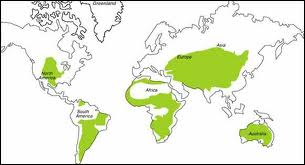 Greenland
Asia
Europe
North
America
Africa
South
America
Australia